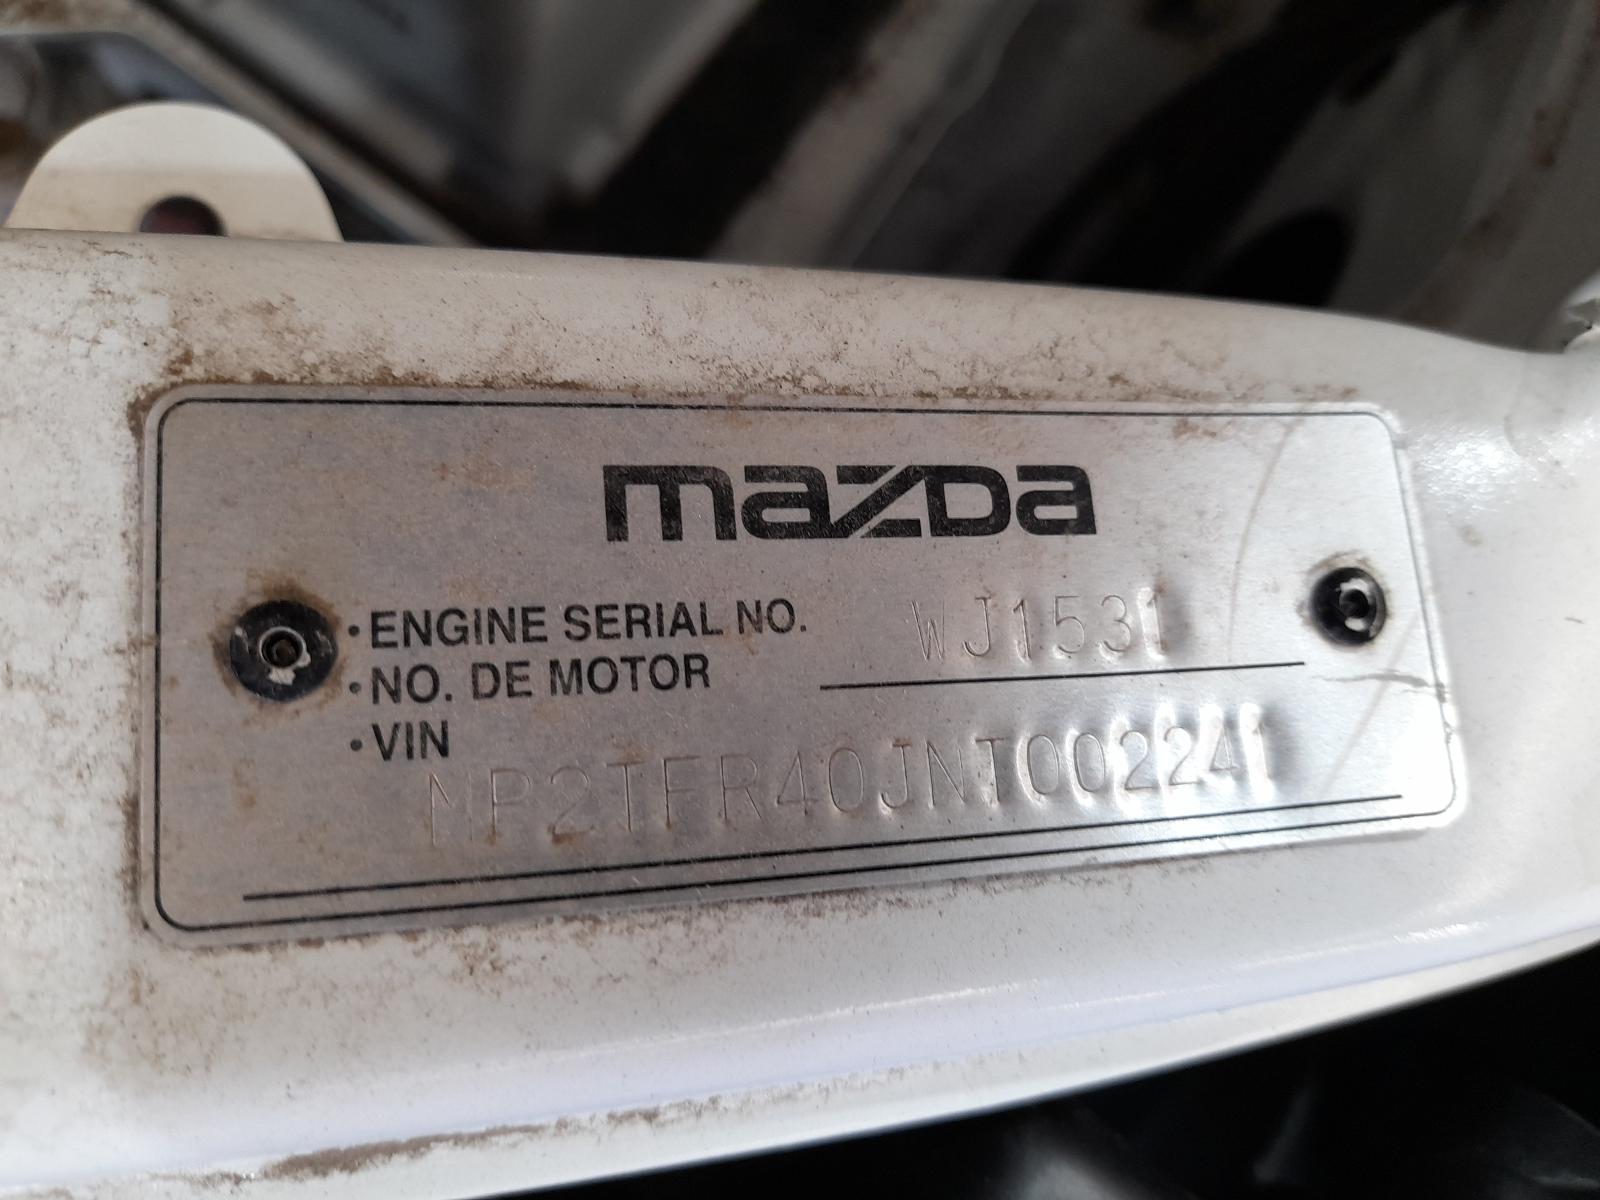 mazda
• ENGINE SERIAL NO. WJ1531
• NO. DE MOTOR
• VIN
MP2TFR40JNT002241